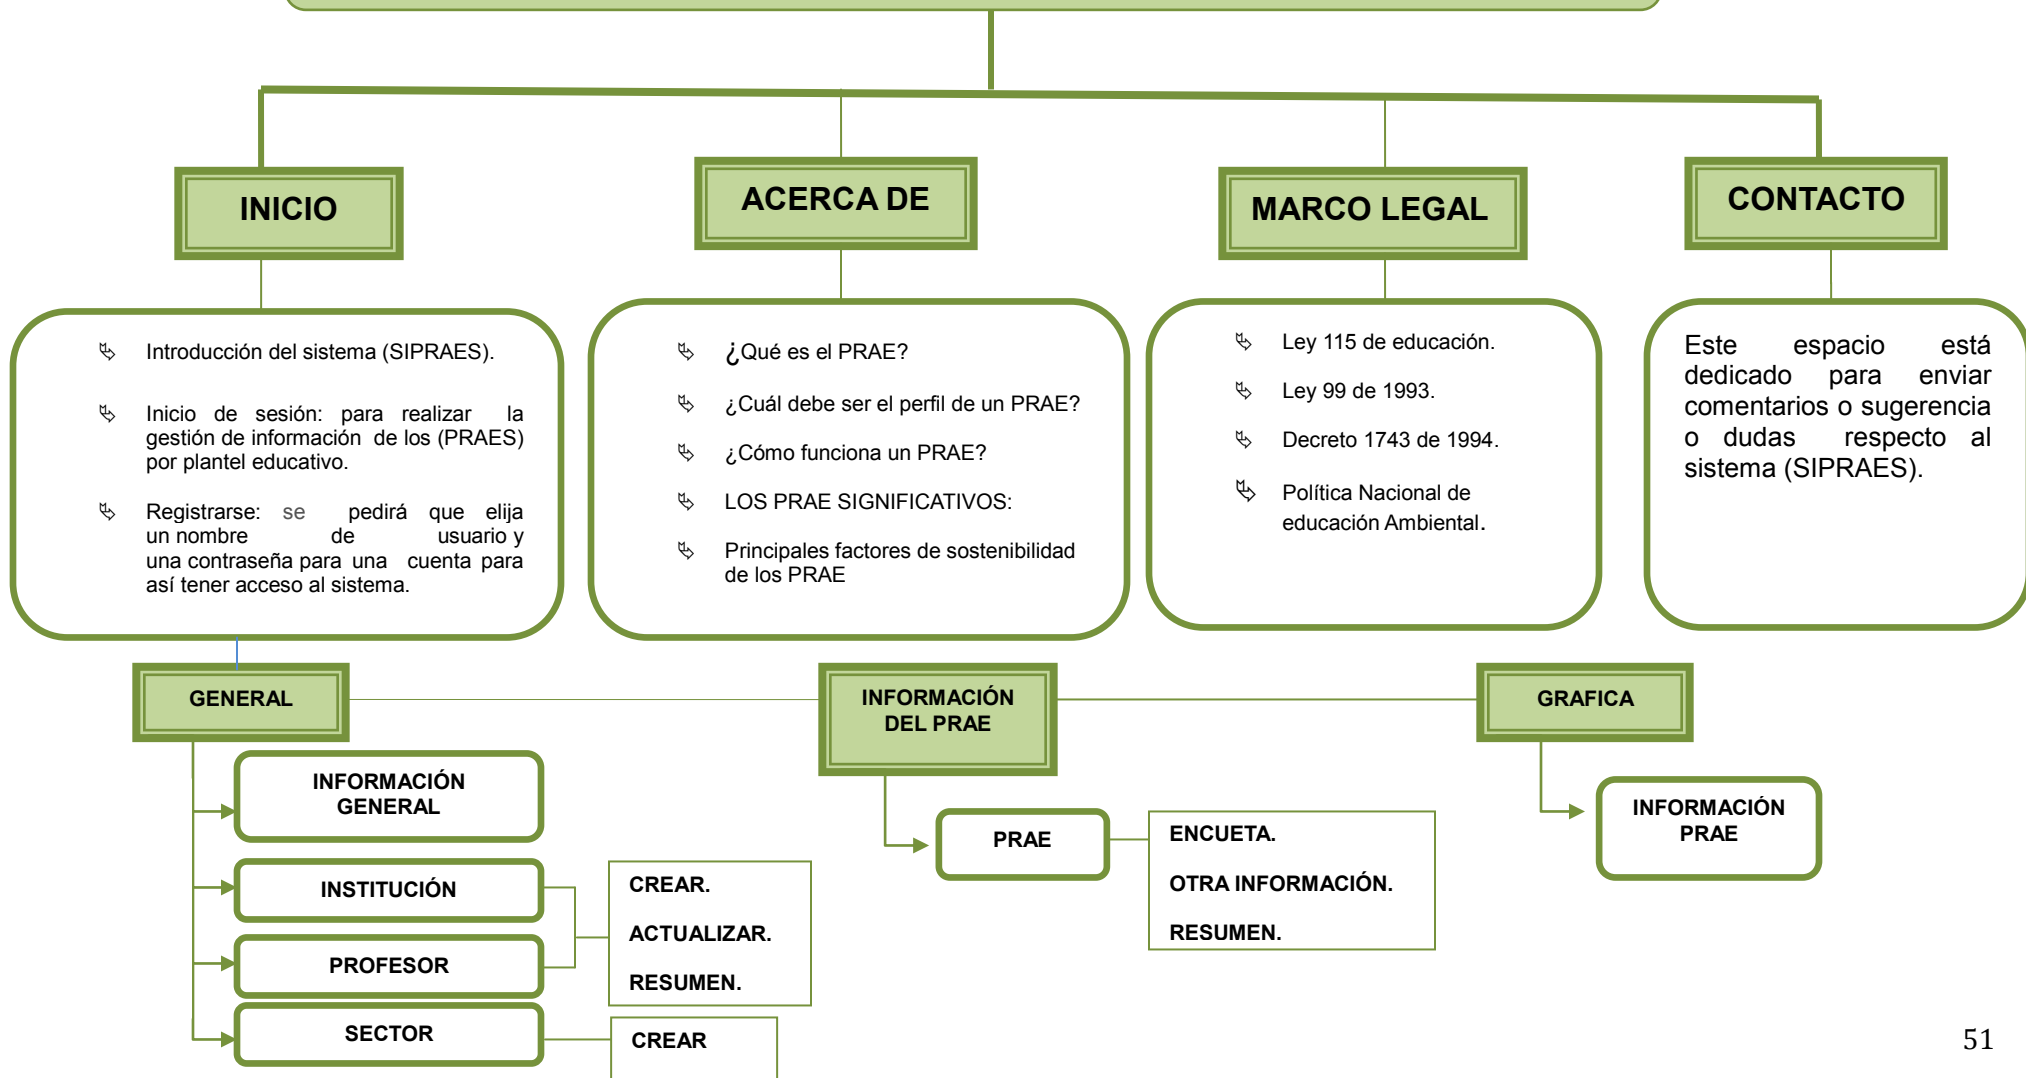 INICIO
ACERCA DE
MARCO LEGAL
CONTACTO
Introducción del sistema (SIPRAES).
Inicio de sesión: para realizar la
gestión de información de los (PRAES)
por plantel educativo.
Registrarse: se pedirá que elija
un nombre de usuario y
una contraseña para una cuenta para
así tener acceso al sistema.
¿Qué es el PRAE?
¿Cuál debe ser el perfil de un PRAE?
¿Cómo funciona un PRAE?
LOS PRAE SIGNIFICATIVOS:
Principales factores de sostenibilidad
de los PRAE
Ley 115 de educación.
Ley 99 de 1993.
Decreto 1743 de 1994.
Política Nacional de
educación Ambiental.
Este espacio está
dedicado para enviar
comentarios o sugerencia
o dudas respecto al
sistema (SIPRAES).
GENERAL
INFORMACIÓN
DEL PRAE
GRAFICA
INFORMACIÓN
GENERAL
INSTITUCIÓN
PROFESOR
SECTOR
CREAR.
ACTUALIZAR.
RESUMEN.
CREAR
PRAE
ENCUETA.
OTRA INFORMACIÓN.
RESUMEN.
INFORMACIÓN
PRAE
51